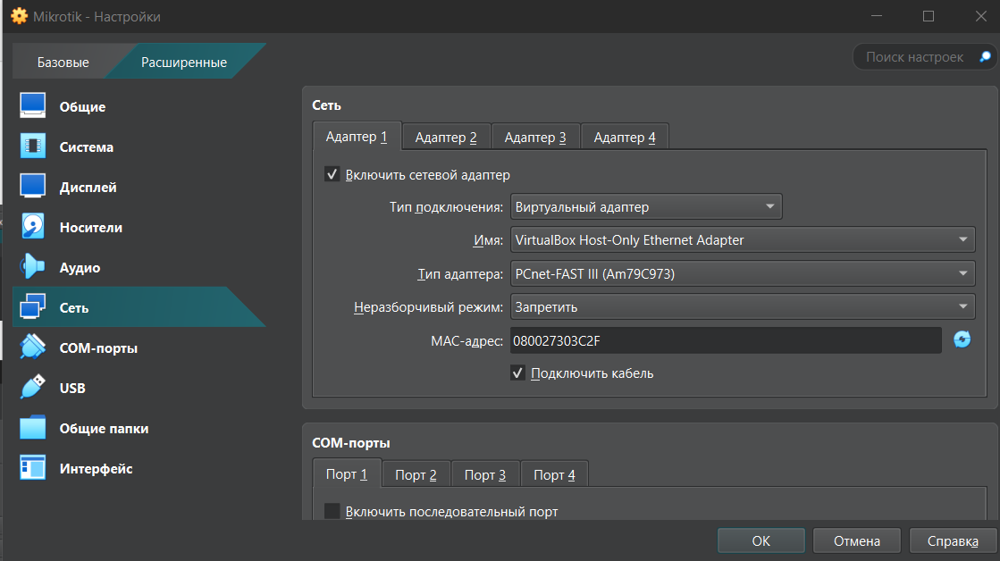 Mikrotik - Настройки
Базовые
Расширенные
Поиск настроек
Общие
Система
Дисплей
Носители
Аудио
Сеть
COM-порты
USB
Общие папки
Интерфейс
Сеть
Адаптер 1
Адаптер 2
Адаптер 3
Адаптер 4
Включить сетевой адаптер
Тип подключения: Виртуальный адаптер
Имя: VirtualBox Host-Only Ethernet Adapter
Тип адаптера: PCnet-FAST III (Am79C973)
Неразборчивый режим: Запретить
MAC-адрес: 080027303C2F
Подключить кабель
COM-порты
Порт 1
Порт 2
Порт 3
Порт 4
Включить последовательный порт
OK
Отмена
Справка